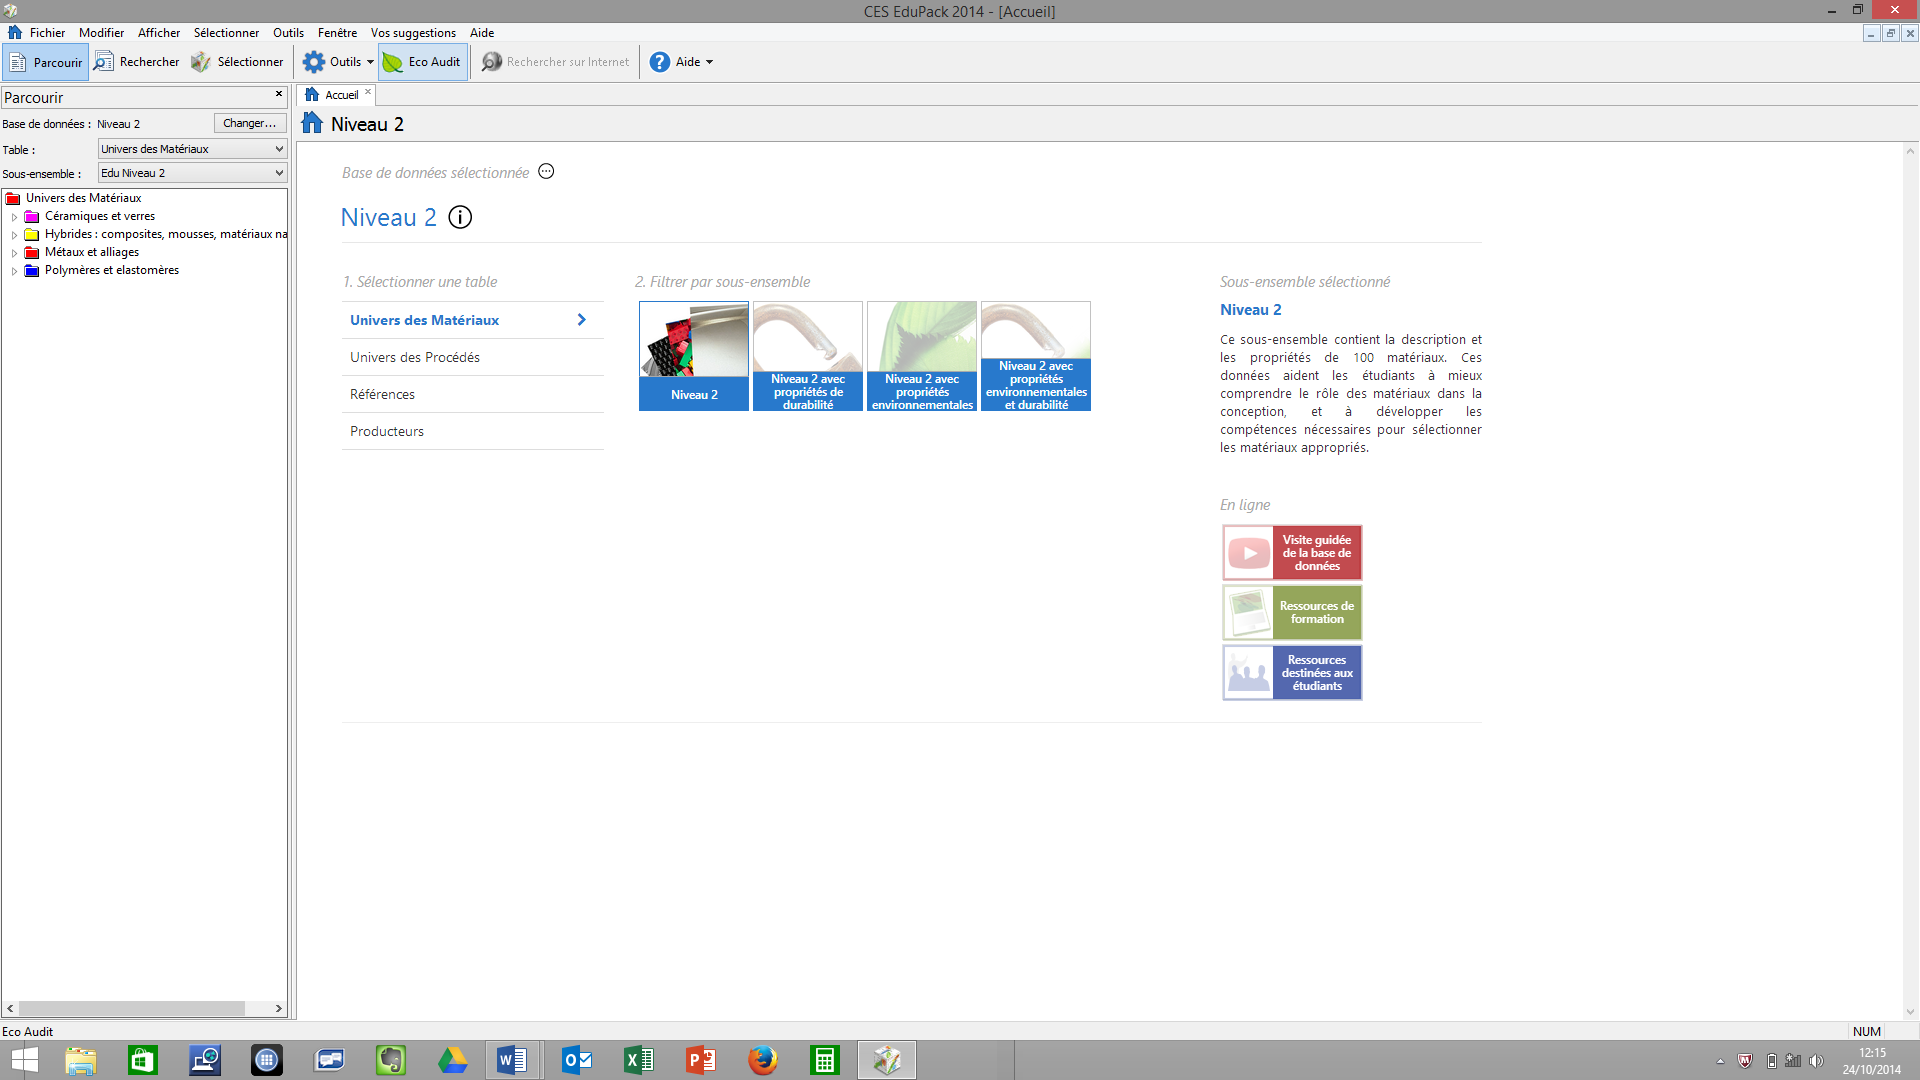 CES EduPack 2014 - [Accueil]
Fichier Modifier Afficher Sélectionner Outils Fenêtre Vos suggestions Aide
Parcourir Rechercher Sélectionner Outils Eco Audit Rechercher sur Internet Aide
Parcourir
Base de données : Niveau 2 Changer...
Table : Univers des Matériaux
Sous-ensemble : Edu Niveau 2
Univers des Matériaux
Céramiques et verres
Hybrides : composites, mousses, matériaux na
Métaux et alliages
Polymères et elastomères
Accueil
Niveau 2
Base de données sélectionnée
Niveau 2
1. Sélectionner une table
Univers des Matériaux
Univers des Procédés
Références
Producteurs
2. Filtrer par sous-ensemble
Niveau 2
Niveau 2 avec
propriétés de
durabilité
Niveau 2 avec
propriétés
environnementales
Niveau 2 avec
propriétés
environnementales
et durabilité
Sous-ensemble sélectionné
Niveau 2
Ce sous-ensemble contient la description et
les propriétés de 100 matériaux. Ces
données aident les étudiants à mieux
comprendre le rôle des matériaux dans la
conception, et à développer les
compétences nécessaires pour sélectionner
les matériaux appropriés.
En ligne
Visite guidée
de la base de
données
Ressources de
formation
Ressources
destinées aux
étudiants
Eco Audit
NUM
12:15
24/10/2014